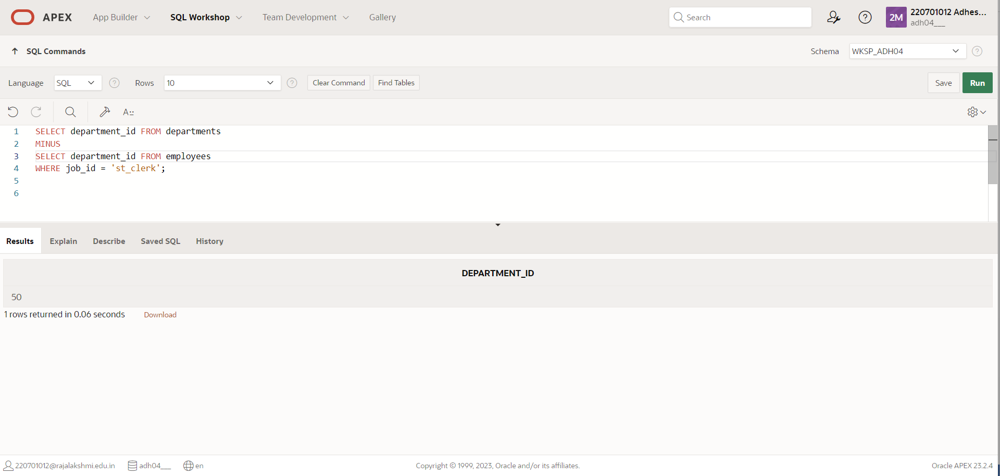 APEX App Builder SQL Workshop Team Development Gallery Search 2M 220701012 Adhes...
adh04___
SQL Commands Schema WKSP_ADH04 ?
Language SQL ? Rows 10 ? Clear Command Find Tables Save Run
A::
1 SELECT department_id FROM departments
2 MINUS
3 SELECT department_id FROM employees
4 WHERE job_id = 'st_clerk';
5
6
Results Explain Describe Saved SQL History
DEPARTMENT_ID
50
1 rows returned in 0.06 seconds Download
220701012@rajalakshmi.edu.in adh04___ en Copyright © 1999, 2023, Oracle and/or its affiliates. Oracle APEX 23.2.4